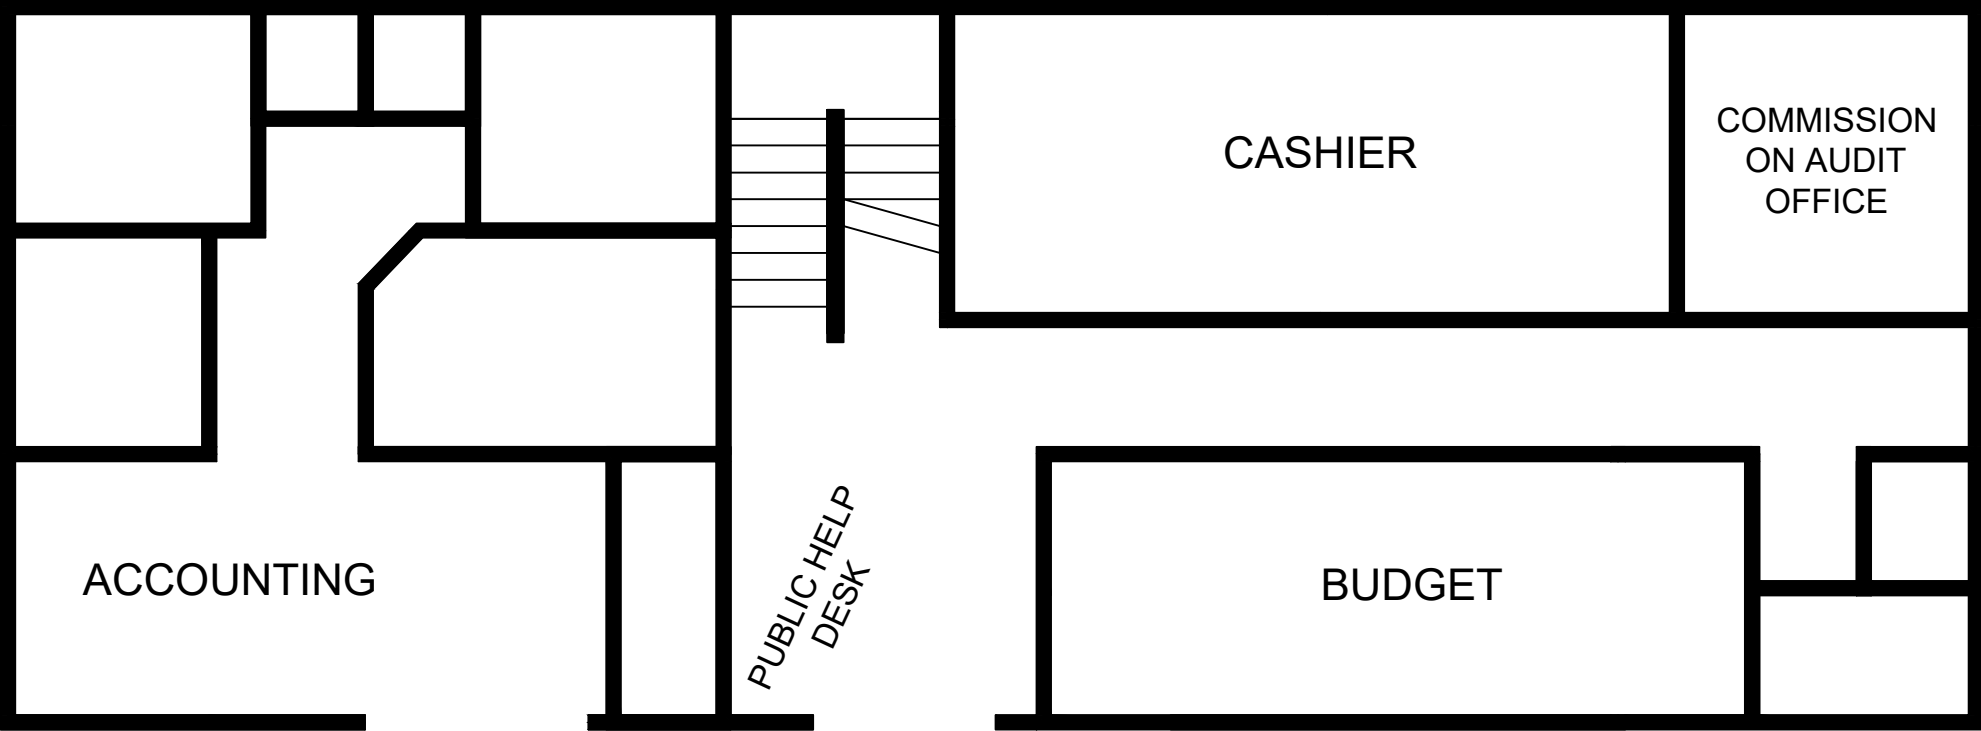 CASHIER
COMMISSION
ON AUDIT
OFFICE
ACCOUNTING
PUBLIC HELP
DESK
BUDGET